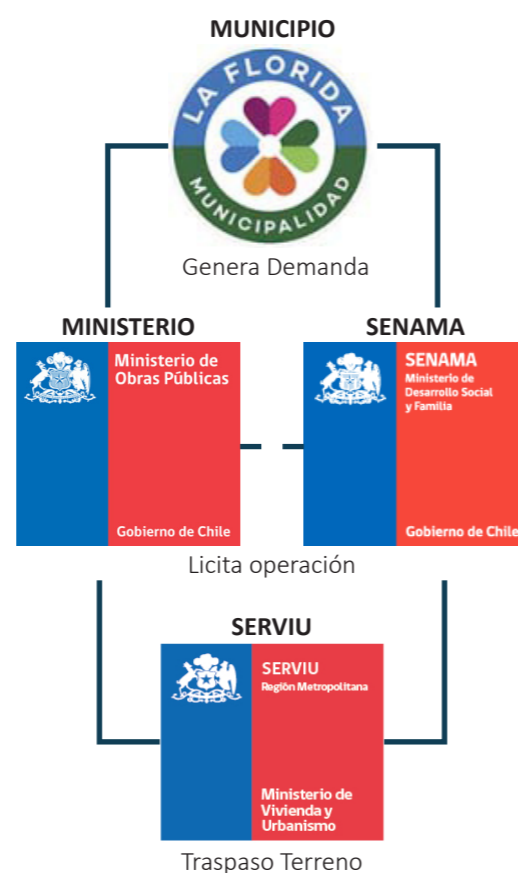 MUNICIPIO
LA FLORIDA
MUNICIPALIDAD
Genera Demanda
MINISTERIO
Ministerio de
Obras Públicas
Gobierno de Chile
SENAMA
SENAMA
Ministerio de
Desarrollo Social
y Familia
Gobierno de Chile
Licita operación
SERVIU
SERVIU
Región Metropolitana
Ministerio de
Vivienda y
Urbanismo
Traspaso Terreno